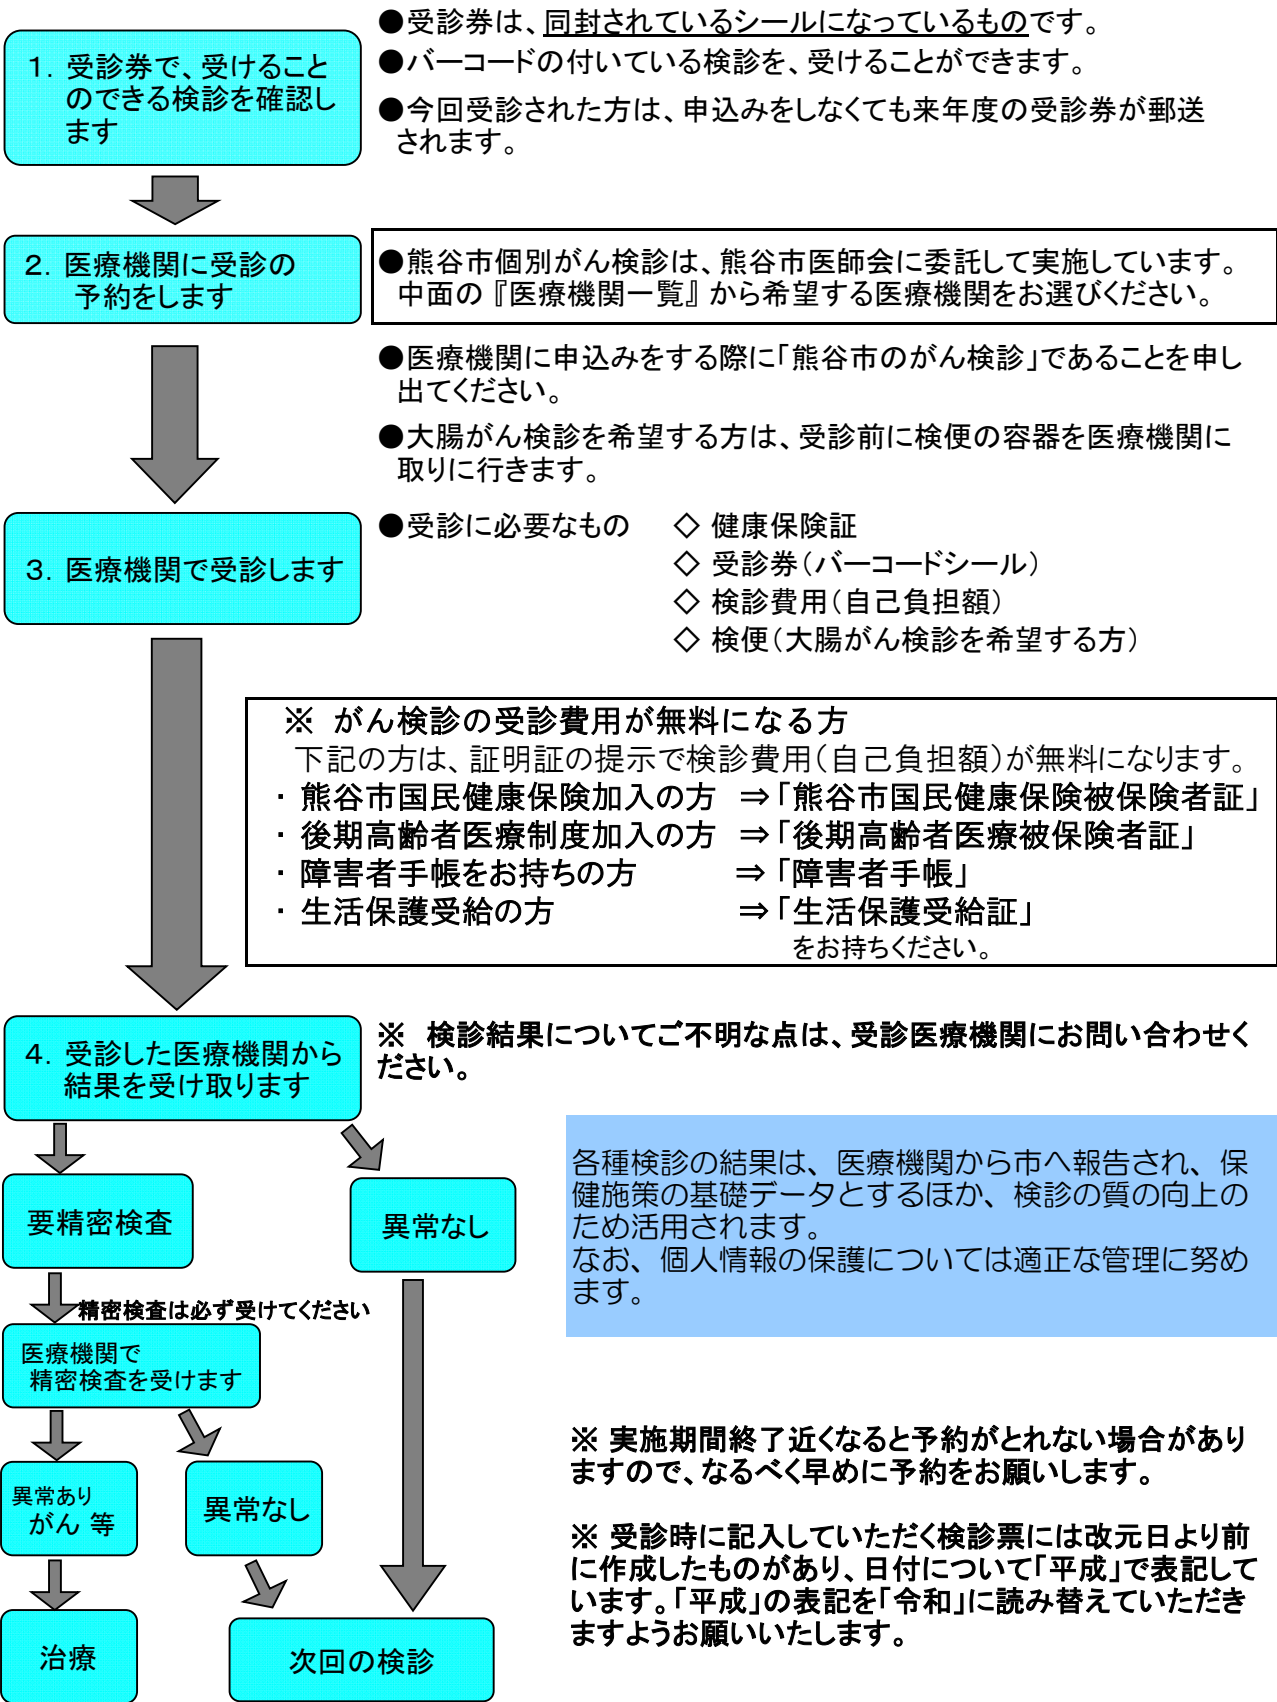 ●受診券は、同封されているシールになっているものです。
1．受診券で、受けること
のできる検診を確認し
ます
●バーコードの付いている検診を、受けることができます。
●今回受診された方は、申込みをしなくても来年度の受診券が郵送
されます。
2．医療機関に受診の
予約をします
●熊谷市個別がん検診は、熊谷市医師会に委託して実施しています。
中面の『医療機関一覧』から希望する医療機関をお選びください。
●医療機関に申込みをする際に「熊谷市のがん検診」であることを申し
出てください。
●大腸がん検診を希望する方は、受診前に検便の容器を医療機関に
取りに行きます。
3．医療機関で受診します
●受診に必要なもの ◇ 健康保険証
◇ 受診券（バーコードシール）
◇ 検診費用（自己負担額）
◇ 検便（大腸がん検診を希望する方）
※ がん検診の受診費用が無料になる方
下記の方は、証明証の提示で検診費用（自己負担額）が無料になります。
・ 熊谷市国民健康保険加入の方 ⇒「熊谷市国民健康保険被保険者証」
・ 後期高齢者医療制度加入の方 ⇒「後期高齢者医療被保険者証」
・ 障害者手帳をお持ちの方 ⇒「障害者手帳」
・ 生活保護受給の方 ⇒「生活保護受給証」
をお持ちください。
4．受診した医療機関から
結果を受け取ります
※ 検診結果についてご不明な点は、受診医療機関にお問い合わせく
ださい。
要精密検査
異常なし
各種検診の結果は、医療機関から市へ報告され、保
健施策の基礎データとするほか、検診の質の向上の
ため活用されます。
なお、個人情報の保護については適正な管理に努め
ます。
精密検査は必ず受けてください
医療機関で
精密検査を受けます
異常あり
がん 等
異常なし
※ 実施期間終了近くなると予約がとれない場合があり
ますので、なるべく早めに予約をお願いします。
※ 受診時に記入していただく検診票には改元日より前
に作成したものがあり、日付について「平成」で表記して
います。「平成」の表記を「令和」に読み替えていただき
ますようお願いいたします。
治療
次回の検診